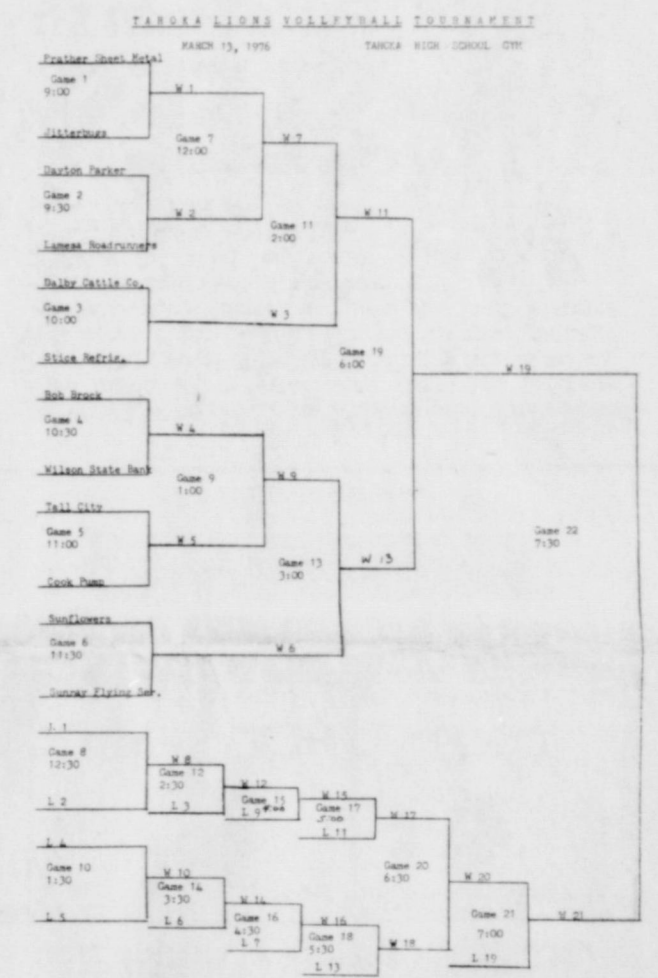 TAHOKA LIONS VOLLEYBALL TOURNAMENT
MARCH 13, 1976 TAHOKA HIGH SCHOOL GYM
Prather Sheet Metal
Game 1
9:00
W 1
Jitterbugs
Game 7
12:00
W 7
Dayton Parker
Game 2
9:30
W 2
Lamesa Roadrunners
Game 11
2:00
W 11
Dalby Cattle Co.
Game 3
10:00
W 3
Stice Refrig.
Game 19
6:00
W 19
Bob Brock
Game 4
10:30
W 4
Wilson State Bank
Game 9
1:00
W 9
Tall City
Game 5
11:00
W 5
Cook Pump
Game 13
3:00
W 13
Game 22
7:30
Sunflowers
Game 6
11:30
W 6
Sunray Flying Ser.
L 1
Game 8
12:30
L 2
W 8
Game 12
2:30
L 3
W 12
Game 15
L 9
W 15
Game 17
5:00
L 11
W 17
L 4
Game 10
1:30
L 5
W 10
Game 14
3:30
L 6
W 14
Game 16
4:30
L 7
W 16
Game 18
5:30
L 13
W 18
Game 20
6:30
W 20
Game 21
7:00
L 19
W 21